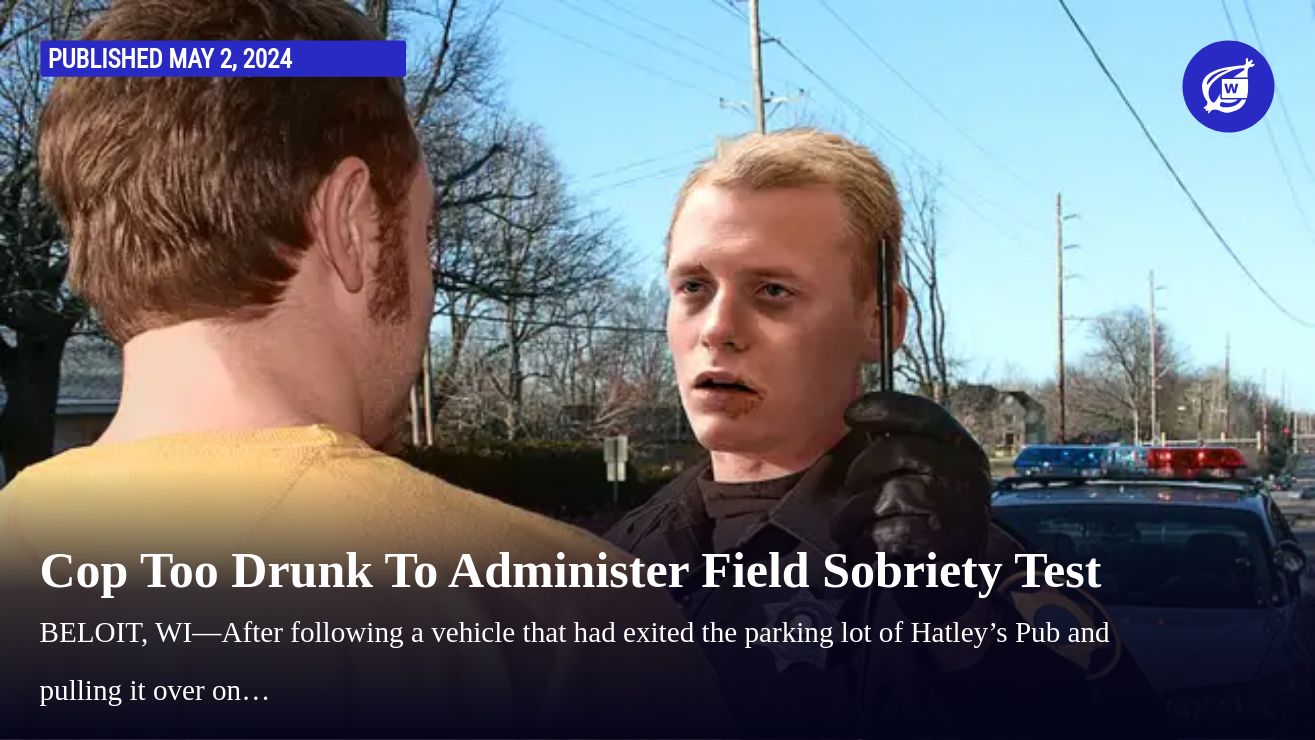 PUBLISHED MAY 2, 2024
W
Cop Too Drunk To Administer Field Sobriety Test
BELOIT, WI—After following a vehicle that had exited the parking lot of Hatley’s Pub and
pulling it over on…